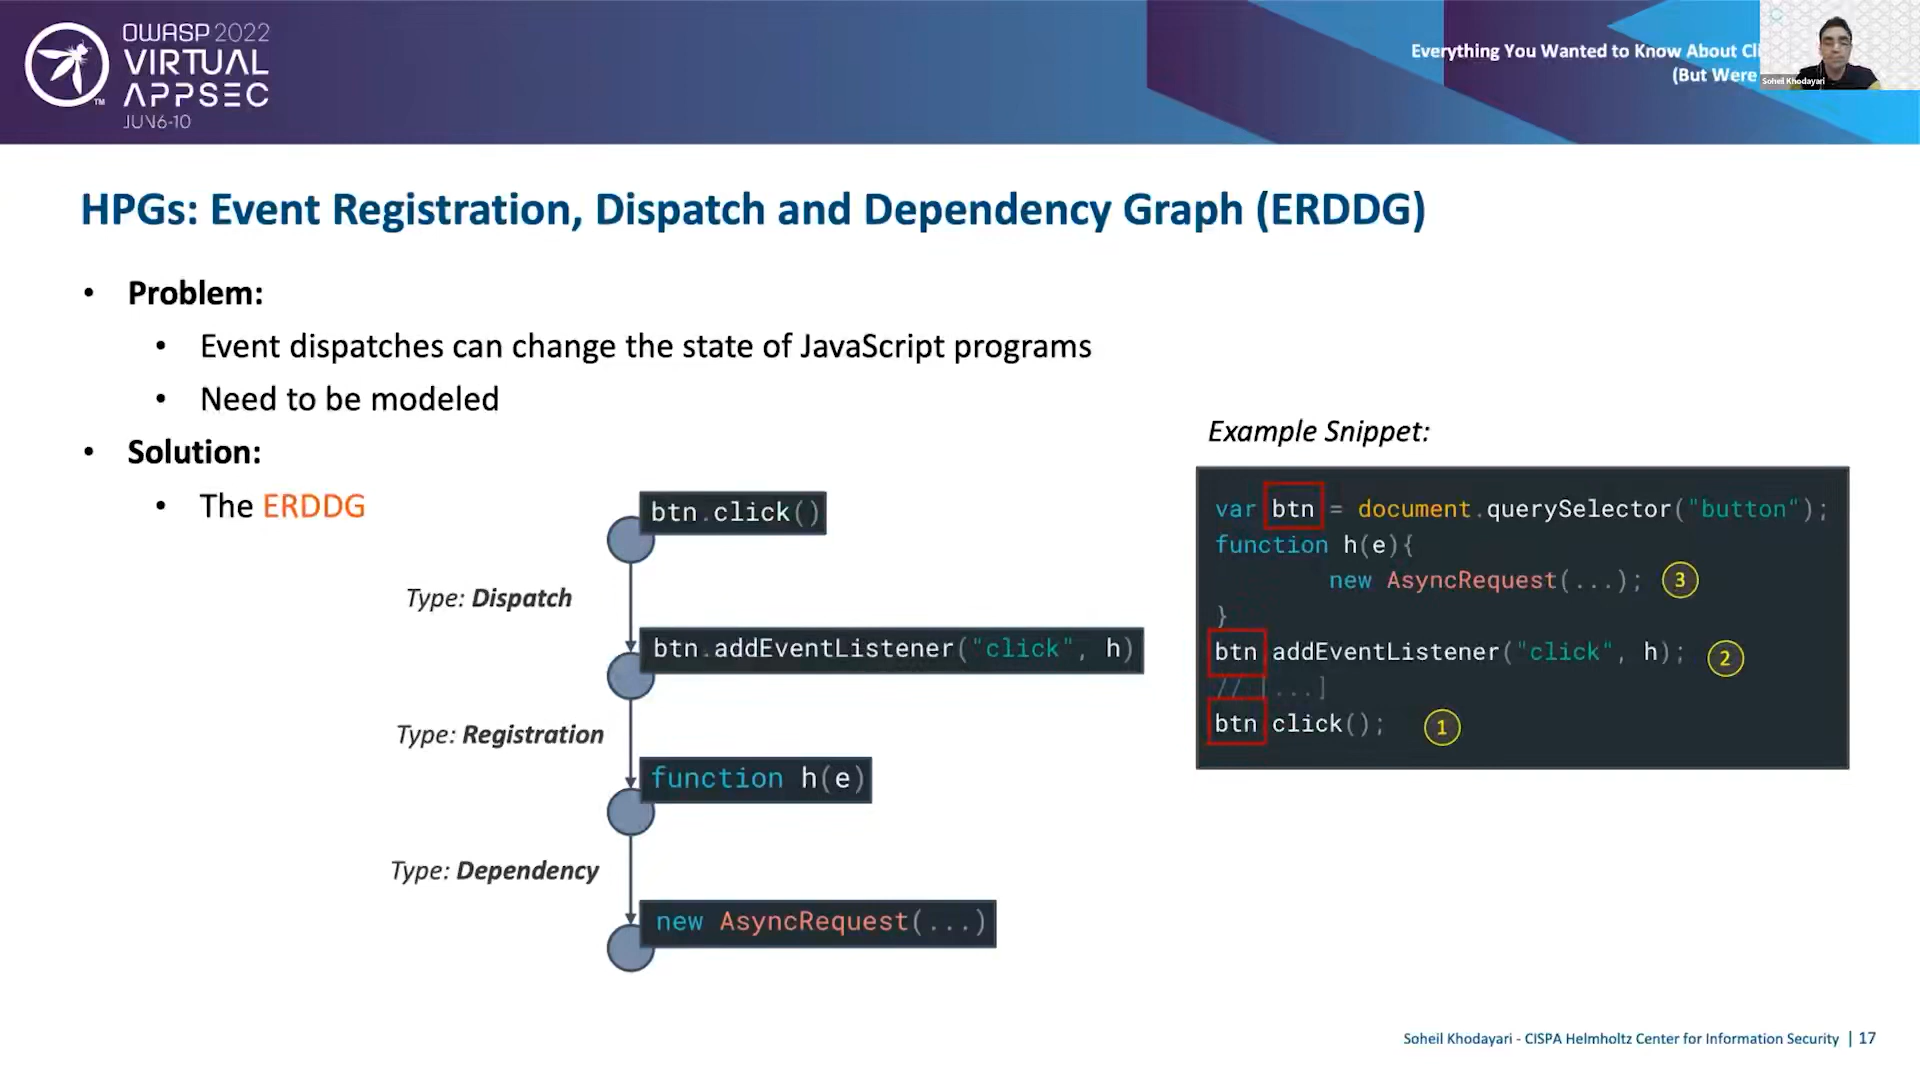 OWASP 2022
VIRTUAL
APPSEC
JUN 6-10
TM
Everything You Wanted to Know About
(But Were
Soheil Khodayari
HPGs: Event Registration, Dispatch and Dependency Graph (ERDDG)
• Problem:
• Event dispatches can change the state of JavaScript programs
• Need to be modeled
• Solution:
• The ERDDG
btn.click()
Type: Dispatch
btn.addEventListener("click", h)
Type: Registration
function h(e)
Type: Dependency
new AsyncRequest(...)
Example Snippet:
var btn = document.querySelector("button");
function h(e){
new AsyncRequest(...); 3
}
btn addEventListener("click", h); 2
// [...]
btn click(); 1
Soheil Khodayari - CISPA Helmholtz Center for Information Security | 17